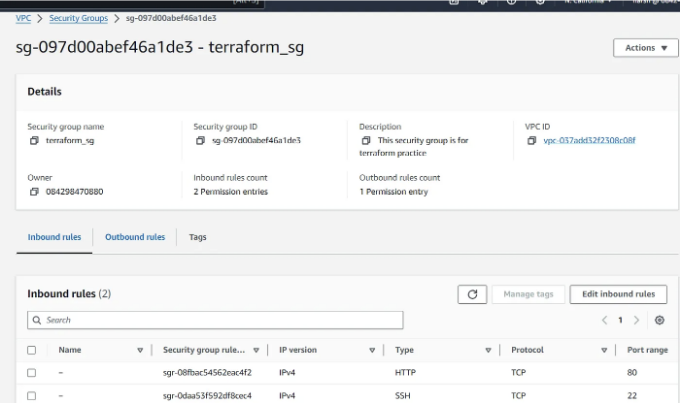 VPC > Security Groups > sg-097d00abef46a1de3
sg-097d00abef46a1de3 - terraform_sg
Actions
Details
Security group name
terraform_sg
Security group ID
sg-097d00abef46a1de3
Description
This security group is for
terraform practice
VPC ID
vpc-037add32f2308c08f
Owner
084298470880
Inbound rules count
2 Permission entries
Outbound rules count
1 Permission entry
Inbound rules
Outbound rules
Tags
Inbound rules (2)
Manage tags
Edit inbound rules
Search
1
Name Security group rule... IP version Type Protocol Port range
– sgr-08fbac54562eac4f2 IPv4 HTTP TCP 80
– sgr-0daa53f592df8cec4 IPv4 SSH TCP 22